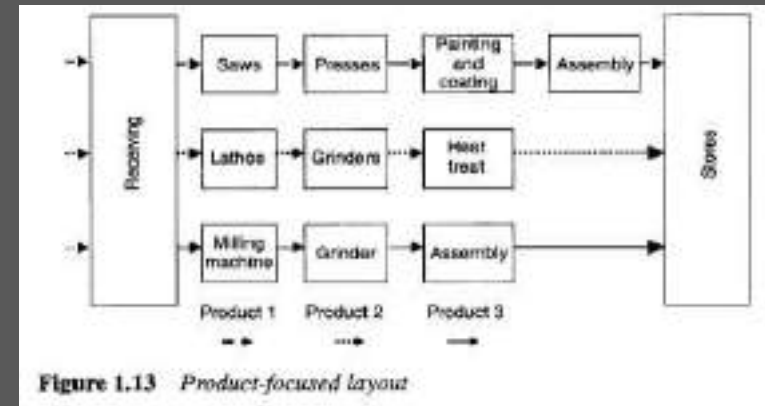 Receiving
Saws
Presses
Painting
and
coating
Assembly
Stores
Lathes
Grinders
Heat
treat
Milling
machine
Grinder
Assembly
Product 1 Product 2 Product 3
Figure 1.13 Product-focused layout